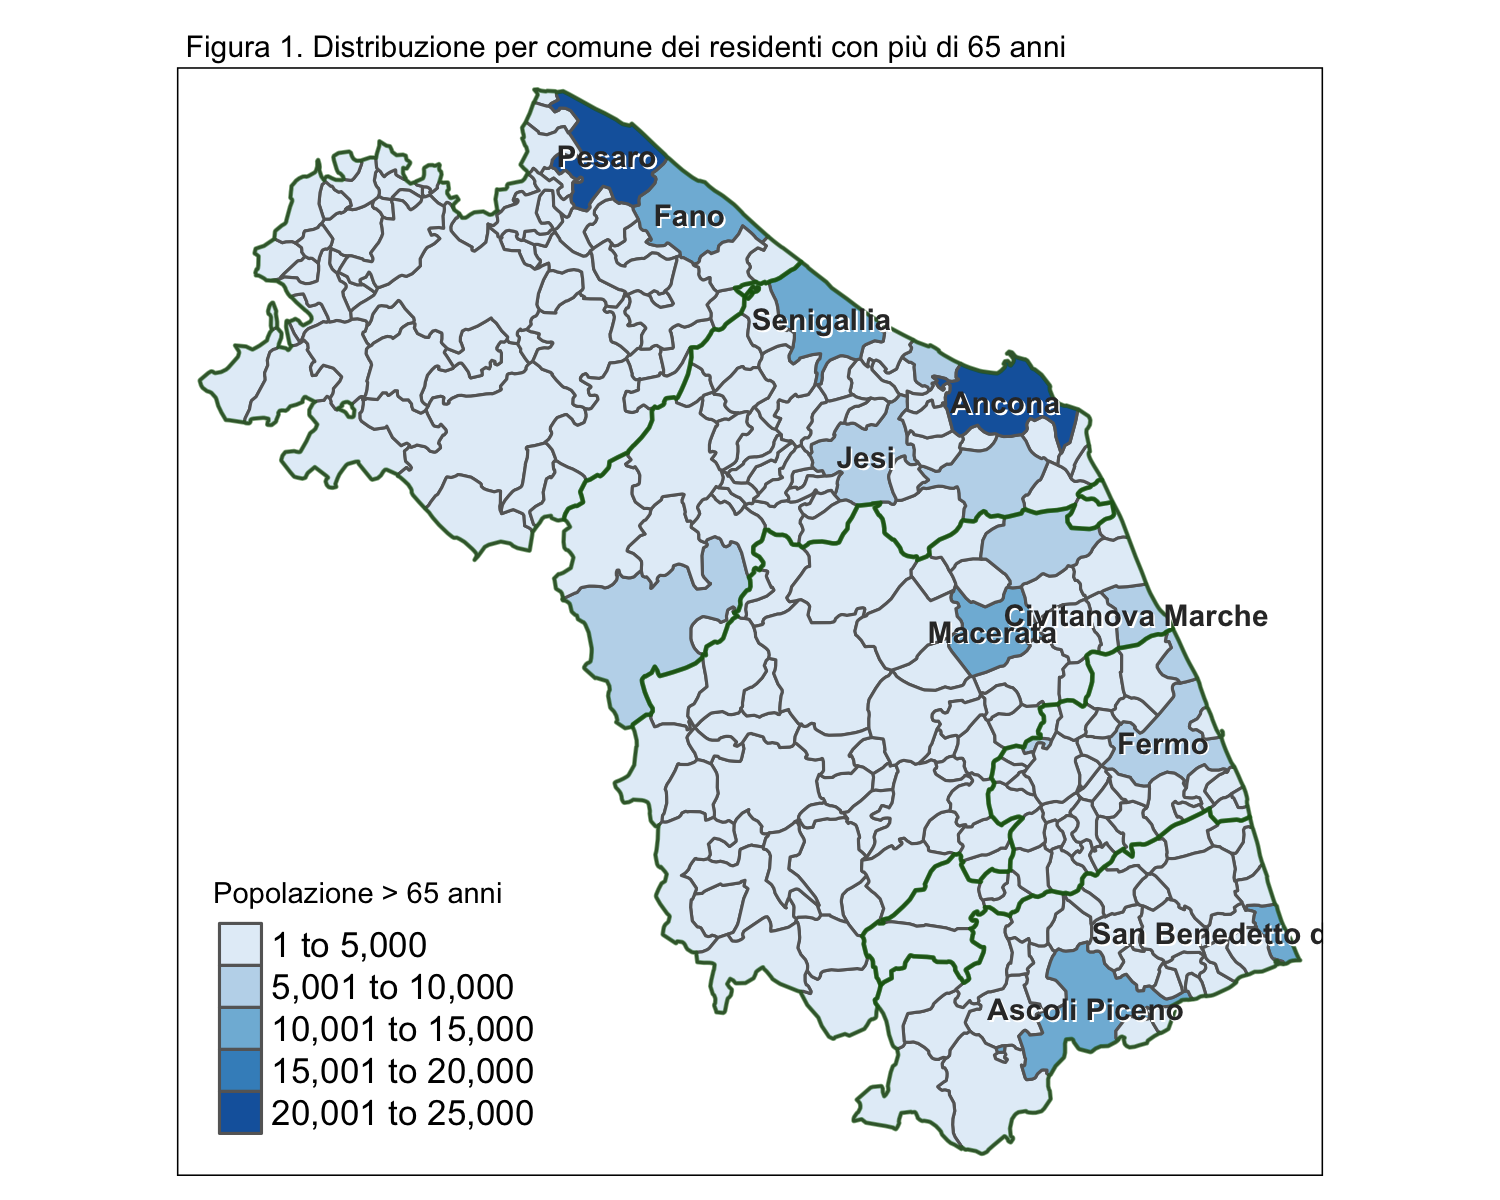 Figura 1. Distribuzione per comune dei residenti con più di 65 anni
Pesaro
Fano
Senigallia
Ancona
Jesi
Civitanova Marche
Macerata
Fermo
San Benedetto d
Ascoli Piceno
Popolazione > 65 anni
1 to 5,000
5,001 to 10,000
10,001 to 15,000
15,001 to 20,000
20,001 to 25,000